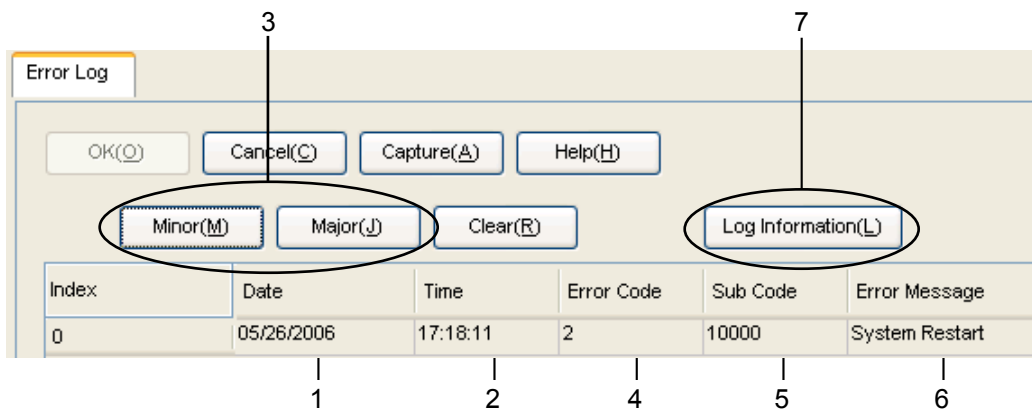 3 7
Error Log
OK(O) Cancel(C) Capture(A) Help(H)
Minor(M) Major(J) Clear(R) Log Information(L)
Index Date Time Error Code Sub Code Error Message
0 05/26/2006 17:18:11 2 10000 System Restart
1 2 4 5 6